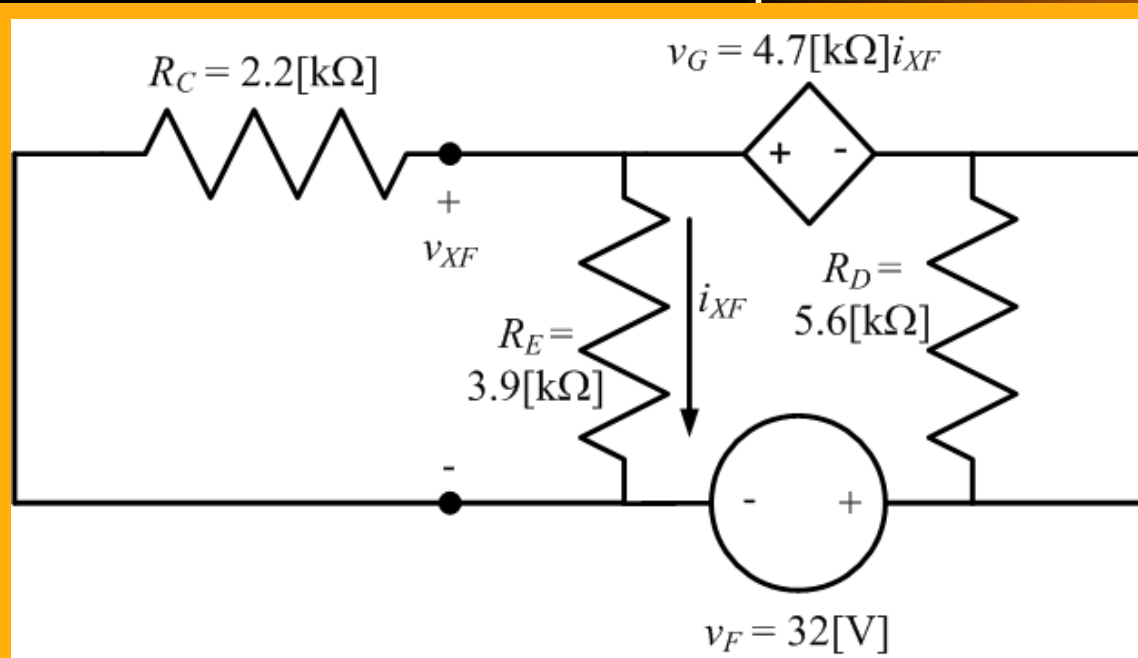 R_C = 2.2[kΩ]
v_G = 4.7[kΩ]i_XF
+ -
+
v_XF
i_XF
R_D =
5.6[kΩ]
R_E =
3.9[kΩ]
-
- +
v_F = 32[V]